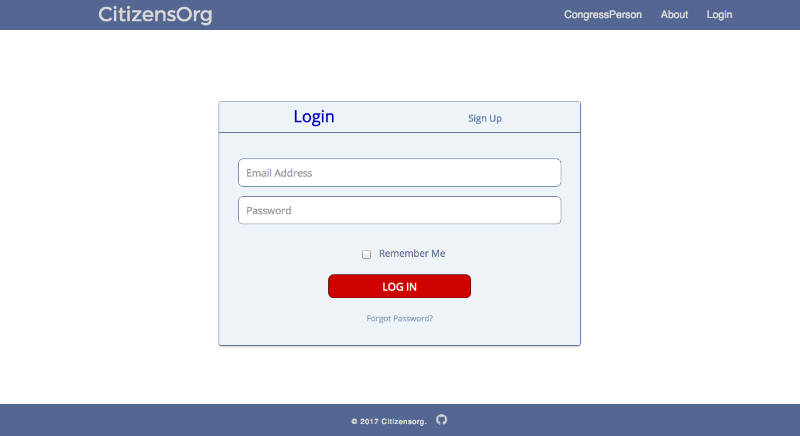 CitizensOrg
CongressPerson About Login
Login Sign Up
Email Address
Password
Remember Me
LOG IN
Forgot Password?
© 2017 Citizensorg.